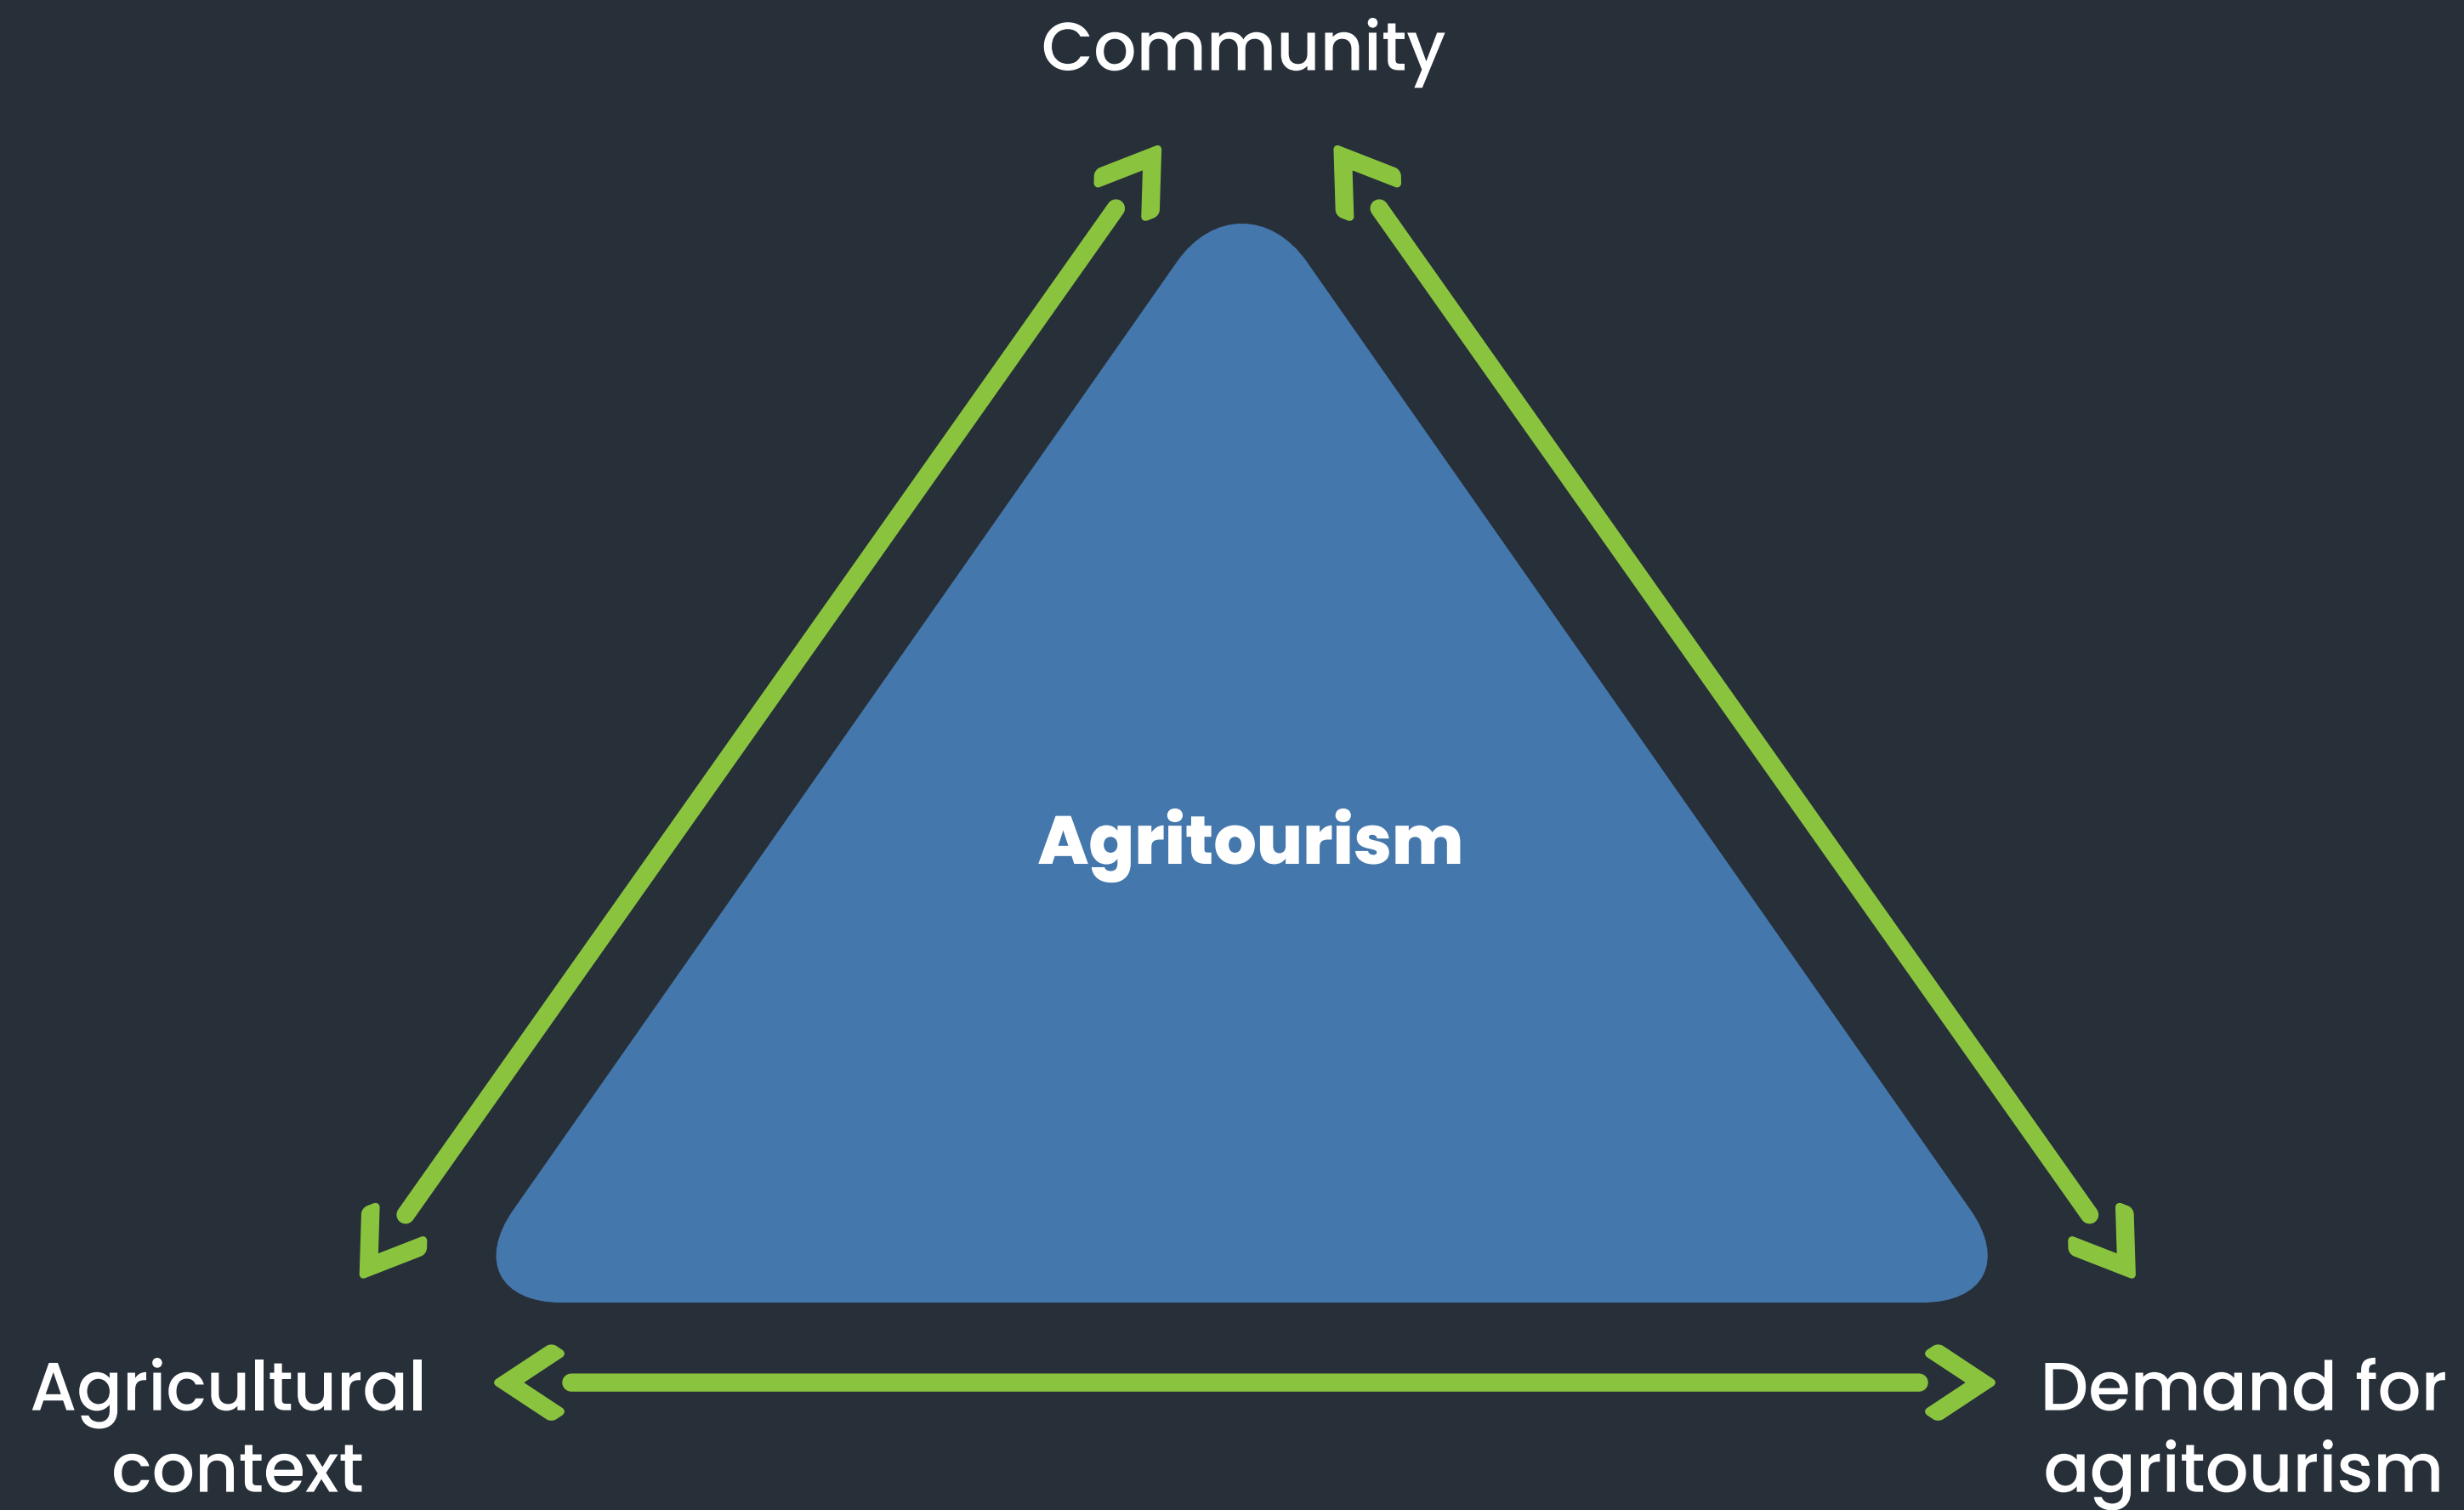 Community
Agritourism
Agricultural
context
Demand for
agritourism